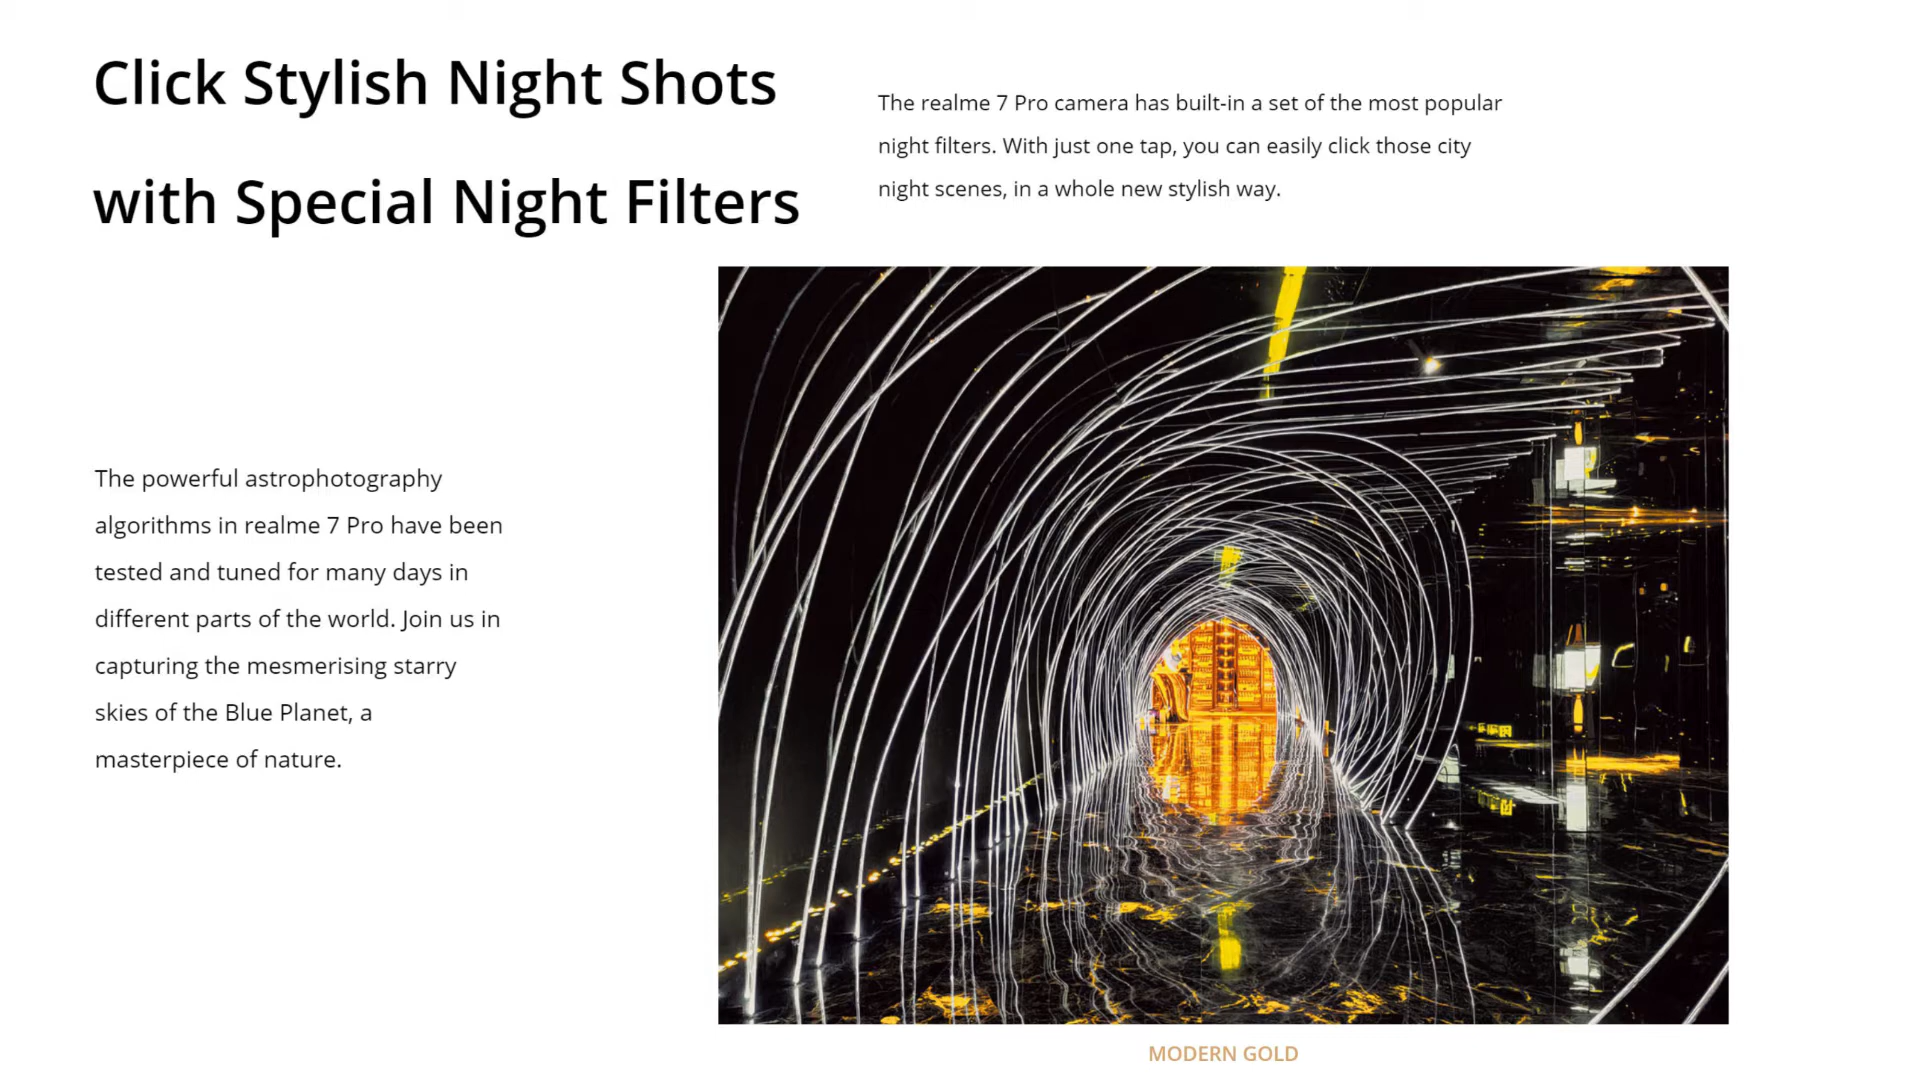 Click Stylish Night Shots
with Special Night Filters
The realme 7 Pro camera has built-in a set of the most popular
night filters. With just one tap, you can easily click those city
night scenes, in a whole new stylish way.
The powerful astrophotography
algorithms in realme 7 Pro have been
tested and tuned for many days in
different parts of the world. Join us in
capturing the mesmerising starry
skies of the Blue Planet, a
masterpiece of nature.
MODERN GOLD